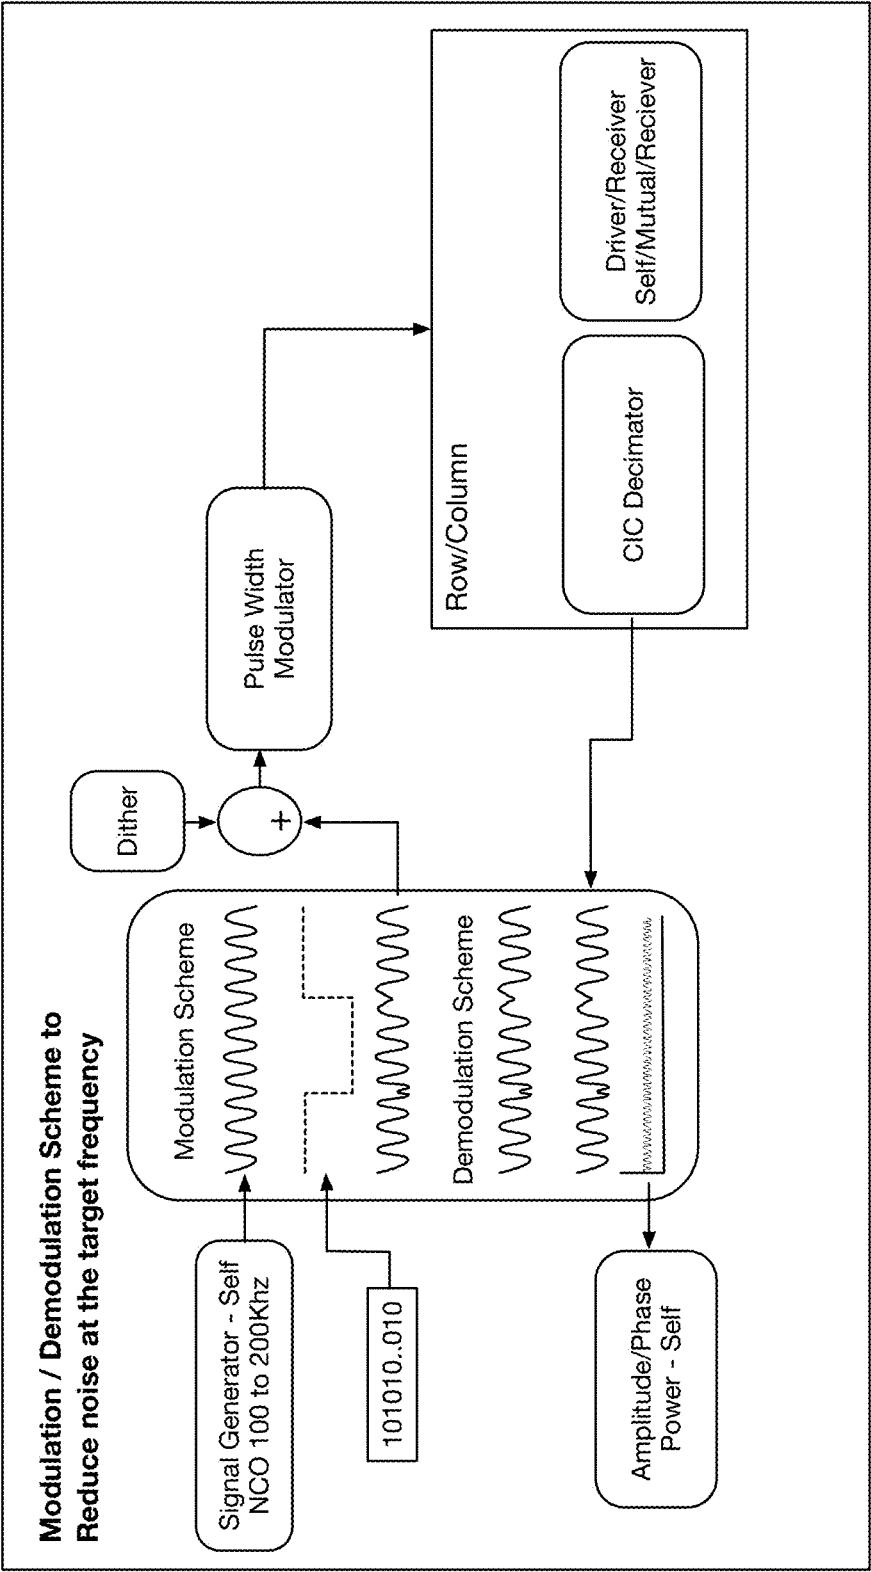 Modulation / Demodulation Scheme to
Reduce noise at the target frequency
Signal Generator - Self
NCO 100 to 200Khz
101010..010
Amplitude/Phase
Power - Self
Modulation Scheme
Demodulation Scheme
Dither
+
Pulse Width
Modulator
Row/Column
CIC Decimator
Driver/Receiver
Self/Mutual/Reciever